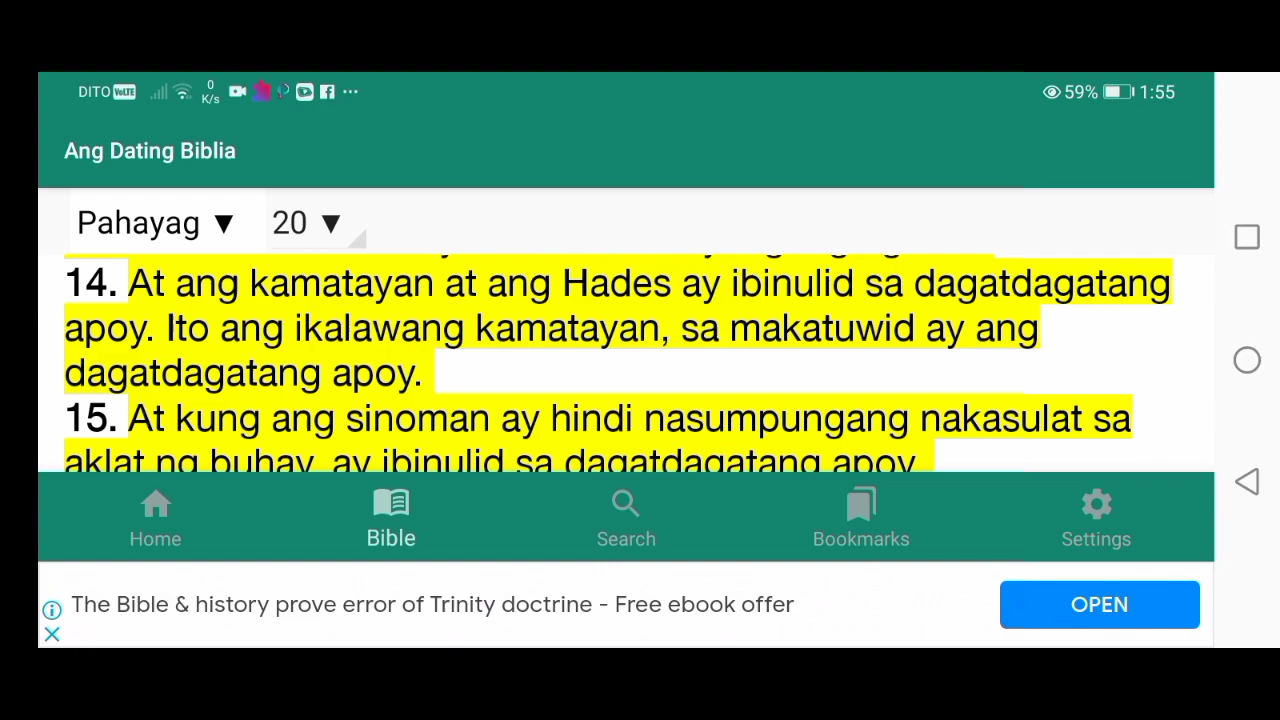 DITO VoLTE 0 K/s 59% 1:55
Ang Dating Biblia
Pahayag ▼ 20 ▼
14. At ang kamatayan at ang Hades ay ibinulid sa dagatdagatang
apoy. Ito ang ikalawang kamatayan, sa makatuwid ay ang
dagatdagatang apoy.
15. At kung ang sinoman ay hindi nasumpungang nakasulat sa
aklat ng buhay, ay ibinulid sa dagatdagatang apoy.
Home Bible Search Bookmarks Settings
The Bible & history prove error of Trinity doctrine - Free ebook offer
OPEN